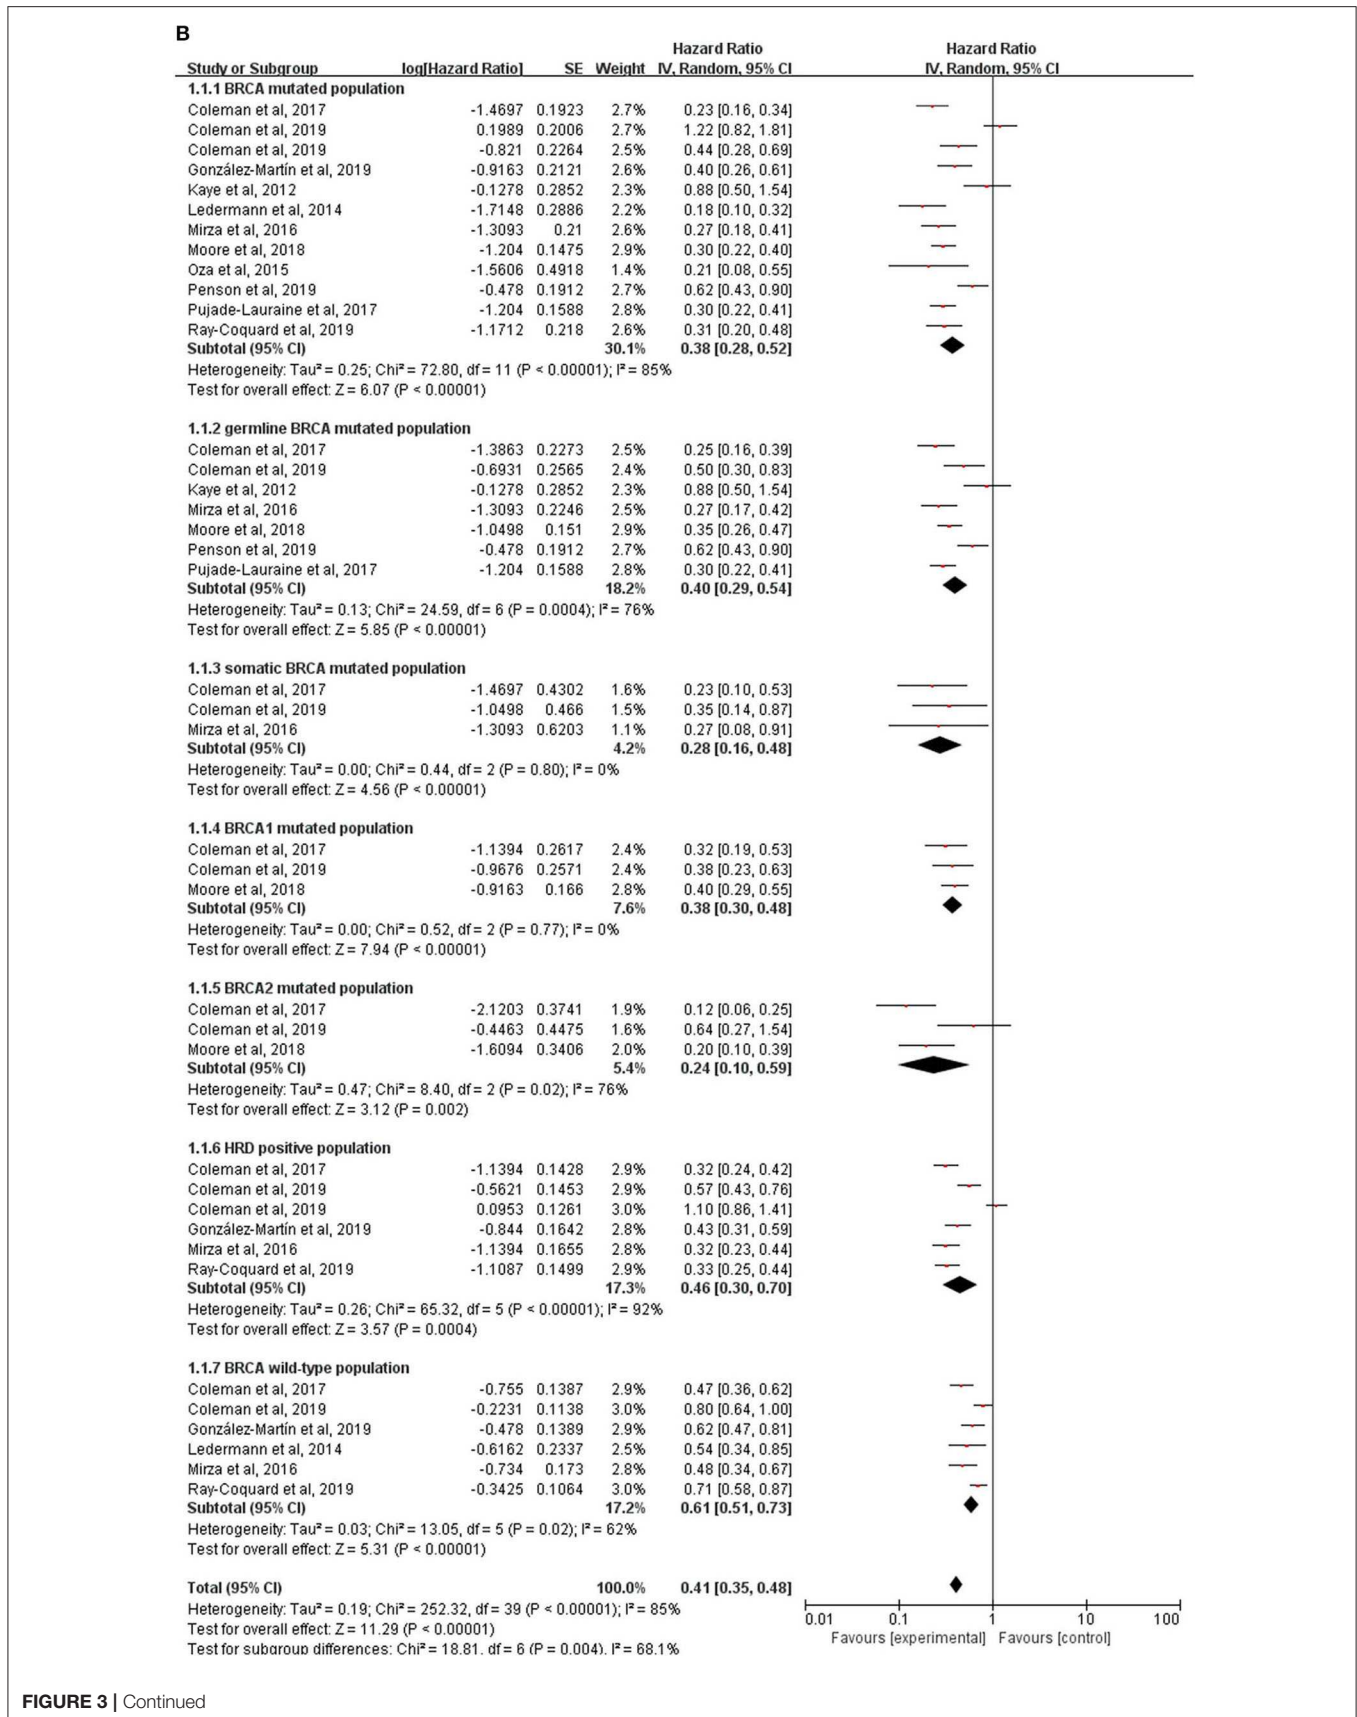 B
Hazard Ratio Hazard Ratio
Study or Subgroup log[Hazard Ratio] SE Weight IV, Random, 95% CI IV, Random, 95% CI
1.1.1 BRCA mutated population
Coleman et al, 2017 -1.4697 0.1923 2.7% 0.23 [0.16, 0.34]
Coleman et al, 2019 0.1989 0.2006 2.7% 1.22 [0.82, 1.81]
Coleman et al, 2019 -0.821 0.2264 2.5% 0.44 [0.28, 0.69]
González-Martín et al, 2019 -0.9163 0.2121 2.6% 0.40 [0.26, 0.61]
Kaye et al, 2012 -0.1278 0.2852 2.3% 0.88 [0.50, 1.54]
Ledermann et al, 2014 -1.7148 0.2886 2.2% 0.18 [0.10, 0.32]
Mirza et al, 2016 -1.3093 0.21 2.6% 0.27 [0.18, 0.41]
Moore et al, 2018 -1.204 0.1475 2.9% 0.30 [0.22, 0.40]
Oza et al, 2015 -1.5606 0.4918 1.4% 0.21 [0.08, 0.55]
Penson et al, 2019 -0.478 0.1912 2.7% 0.62 [0.43, 0.90]
Pujade-Lauraine et al, 2017 -1.204 0.1588 2.8% 0.30 [0.22, 0.41]
Ray-Coquard et al, 2019 -1.1712 0.218 2.6% 0.31 [0.20, 0.48]
Subtotal (95% CI) 30.1% 0.38 [0.28, 0.52]
Heterogeneity: Tau² = 0.25; Chi² = 72.80, df = 11 (P < 0.00001); I² = 85%
Test for overall effect: Z = 6.07 (P < 0.00001)
1.1.2 germline BRCA mutated population
Coleman et al, 2017 -1.3863 0.2273 2.5% 0.25 [0.16, 0.39]
Coleman et al, 2019 -0.6931 0.2565 2.4% 0.50 [0.30, 0.83]
Kaye et al, 2012 -0.1278 0.2852 2.3% 0.88 [0.50, 1.54]
Mirza et al, 2016 -1.3093 0.2246 2.5% 0.27 [0.17, 0.42]
Moore et al, 2018 -1.0498 0.151 2.9% 0.35 [0.26, 0.47]
Penson et al, 2019 -0.478 0.1912 2.7% 0.62 [0.43, 0.90]
Pujade-Lauraine et al, 2017 -1.204 0.1588 2.8% 0.30 [0.22, 0.41]
Subtotal (95% CI) 18.2% 0.40 [0.29, 0.54]
Heterogeneity: Tau² = 0.13; Chi² = 24.59, df = 6 (P = 0.0004); I² = 76%
Test for overall effect: Z = 5.85 (P < 0.00001)
1.1.3 somatic BRCA mutated population
Coleman et al, 2017 -1.4697 0.4302 1.6% 0.23 [0.10, 0.53]
Coleman et al, 2019 -1.0498 0.466 1.5% 0.35 [0.14, 0.87]
Mirza et al, 2016 -1.3093 0.6203 1.1% 0.27 [0.08, 0.91]
Subtotal (95% CI) 4.2% 0.28 [0.16, 0.48]
Heterogeneity: Tau² = 0.00; Chi² = 0.44, df = 2 (P = 0.80); I² = 0%
Test for overall effect: Z = 4.56 (P < 0.00001)
1.1.4 BRCA1 mutated population
Coleman et al, 2017 -1.1394 0.2617 2.4% 0.32 [0.19, 0.53]
Coleman et al, 2019 -0.9676 0.2571 2.4% 0.38 [0.23, 0.63]
Moore et al, 2018 -0.9163 0.166 2.8% 0.40 [0.29, 0.55]
Subtotal (95% CI) 7.6% 0.38 [0.30, 0.48]
Heterogeneity: Tau² = 0.00; Chi² = 0.52, df = 2 (P = 0.77); I² = 0%
Test for overall effect: Z = 7.94 (P < 0.00001)
1.1.5 BRCA2 mutated population
Coleman et al, 2017 -2.1203 0.3741 1.9% 0.12 [0.06, 0.25]
Coleman et al, 2019 -0.4463 0.4475 1.6% 0.64 [0.27, 1.54]
Moore et al, 2018 -1.6094 0.3406 2.0% 0.20 [0.10, 0.39]
Subtotal (95% CI) 5.4% 0.24 [0.10, 0.59]
Heterogeneity: Tau² = 0.47; Chi² = 8.40, df = 2 (P = 0.02); I² = 76%
Test for overall effect: Z = 3.12 (P = 0.002)
1.1.6 HRD positive population
Coleman et al, 2017 -1.1394 0.1428 2.9% 0.32 [0.24, 0.42]
Coleman et al, 2019 -0.5621 0.1453 2.9% 0.57 [0.43, 0.76]
Coleman et al, 2019 0.0953 0.1261 3.0% 1.10 [0.86, 1.41]
González-Martín et al, 2019 -0.844 0.1642 2.8% 0.43 [0.31, 0.59]
Mirza et al, 2016 -1.1394 0.1655 2.8% 0.32 [0.23, 0.44]
Ray-Coquard et al, 2019 -1.1087 0.1499 2.9% 0.33 [0.25, 0.44]
Subtotal (95% CI) 17.3% 0.46 [0.30, 0.70]
Heterogeneity: Tau² = 0.26; Chi² = 65.32, df = 5 (P < 0.00001); I² = 92%
Test for overall effect: Z = 3.57 (P = 0.0004)
1.1.7 BRCA wild-type population
Coleman et al, 2017 -0.755 0.1387 2.9% 0.47 [0.36, 0.62]
Coleman et al, 2019 -0.2231 0.1138 3.0% 0.80 [0.64, 1.00]
González-Martín et al, 2019 -0.478 0.1389 2.9% 0.62 [0.47, 0.81]
Ledermann et al, 2014 -0.6162 0.2337 2.5% 0.54 [0.34, 0.85]
Mirza et al, 2016 -0.734 0.173 2.8% 0.48 [0.34, 0.67]
Ray-Coquard et al, 2019 -0.3425 0.1064 3.0% 0.71 [0.58, 0.87]
Subtotal (95% CI) 17.2% 0.61 [0.51, 0.73]
Heterogeneity: Tau² = 0.03; Chi² = 13.05, df = 5 (P = 0.02); I² = 62%
Test for overall effect: Z = 5.31 (P < 0.00001)
Total (95% CI) 100.0% 0.41 [0.35, 0.48]
Heterogeneity: Tau² = 0.19; Chi² = 252.32, df = 39 (P < 0.00001); I² = 85%
Test for overall effect: Z = 11.29 (P < 0.00001)
Test for subgroup differences: Chi² = 18.81, df = 6 (P = 0.004), I² = 68.1%
0.01 0.1 1 10 100
Favours [experimental] Favours [control]
FIGURE 3 | Continued